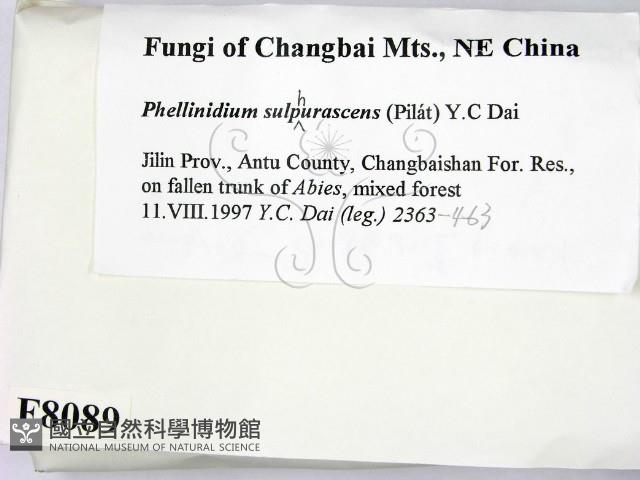 Fungi of Changbai Mts., NE China
Phellinidium sulphurascens (Pilát) Y.C Dai
Jilin Prov., Antu County, Changbaishan For. Res.,
on fallen trunk of Abies, mixed forest
11.VIII.1997 Y.C. Dai (leg.) 2363-463
F8089
國立自然科學博物館
NATIONAL MUSEUM OF NATURAL SCIENCE